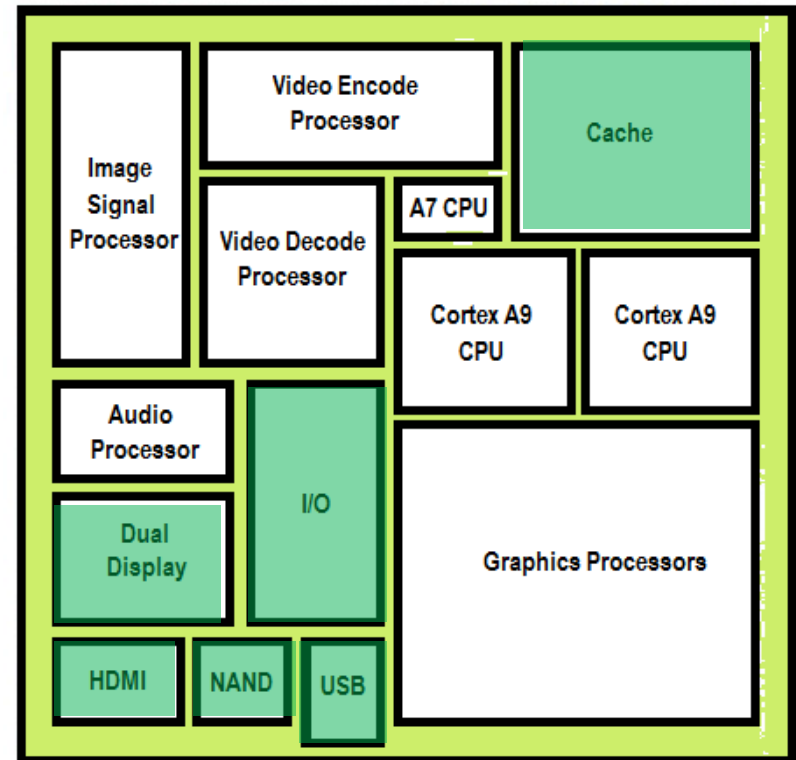 Video Encode
Processor
Cache
Image
Signal
Processor
A7 CPU
Video Decode
Processor
Cortex A9
CPU
Cortex A9
CPU
Audio
Processor
I/O
Dual
Display
Graphics Processors
HDMI
NAND
USB